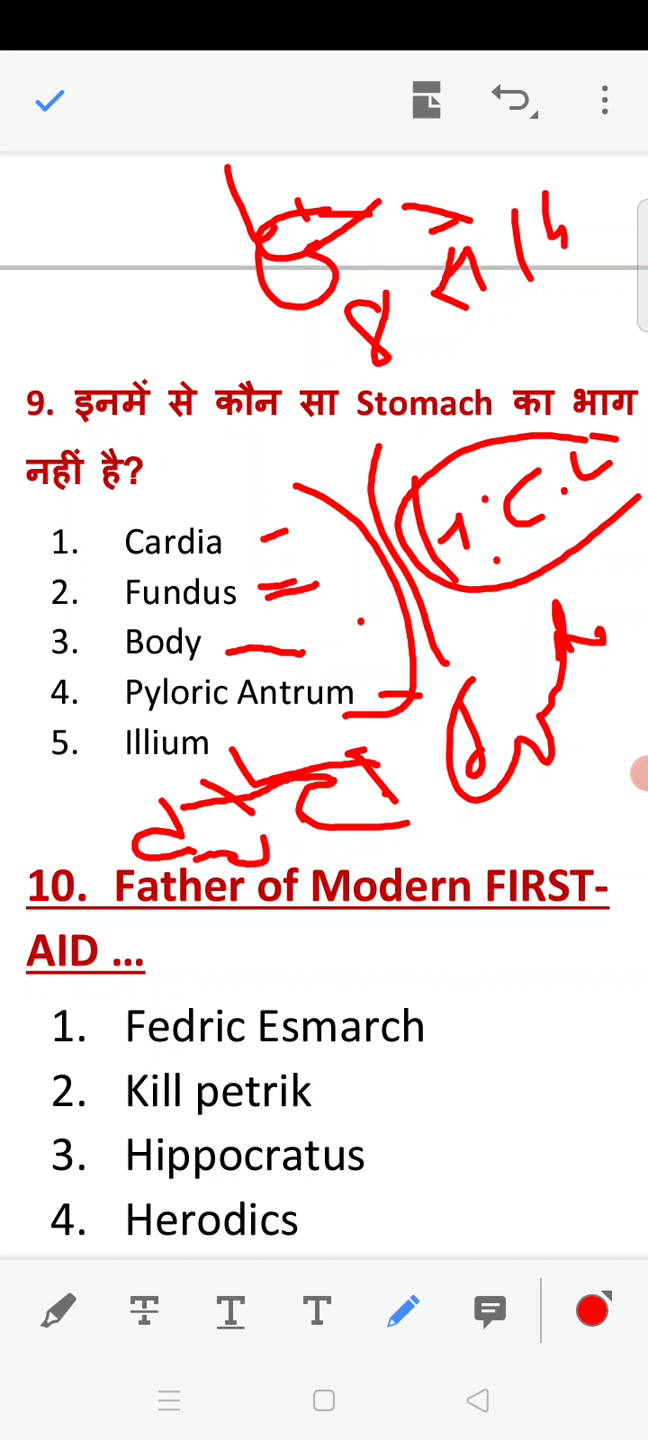 9. इनमें से कौन सा Stomach का भाग
नहीं है?
1. Cardia
2. Fundus
3. Body
4. Pyloric Antrum
5. Illium
10. Father of Modern FIRST-
AID ...
1. Fedric Esmarch
2. Kill petrik
3. Hippocratus
4. Herodics